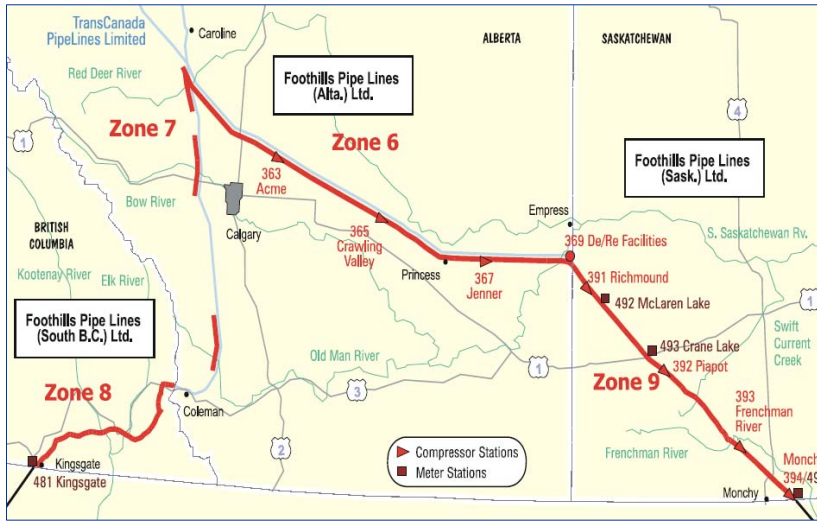 TransCanada
PipeLines Limited
Caroline
ALBERTA
SASKATCHEWAN
Red Deer River
Foothills Pipe Lines
(Alta.) Ltd.
4
Zone 7
Zone 6
1
363
Acme
Foothills Pipe Lines
(Sask.) Ltd.
Bow River
BRITISH
COLUMBIA
Calgary
365
Crawling
Valley
Empress
S. Saskatchewan Rv.
369 De/Re Facilities
Kootenay River
Elk River
Princess
367
Jenner
391 Richmound
492 McLaren Lake
1
Foothills Pipe Lines
(South B.C.) Ltd.
Swift
Current
Creek
493 Crane Lake
Old Man River
1
392 Piapot
Zone 8
3
Zone 9
Coleman
393
Frenchman
River
2
Compressor Stations
Meter Stations
Frenchman River
Kingsgate
481 Kingsgate
Monchy
Monch
394/49